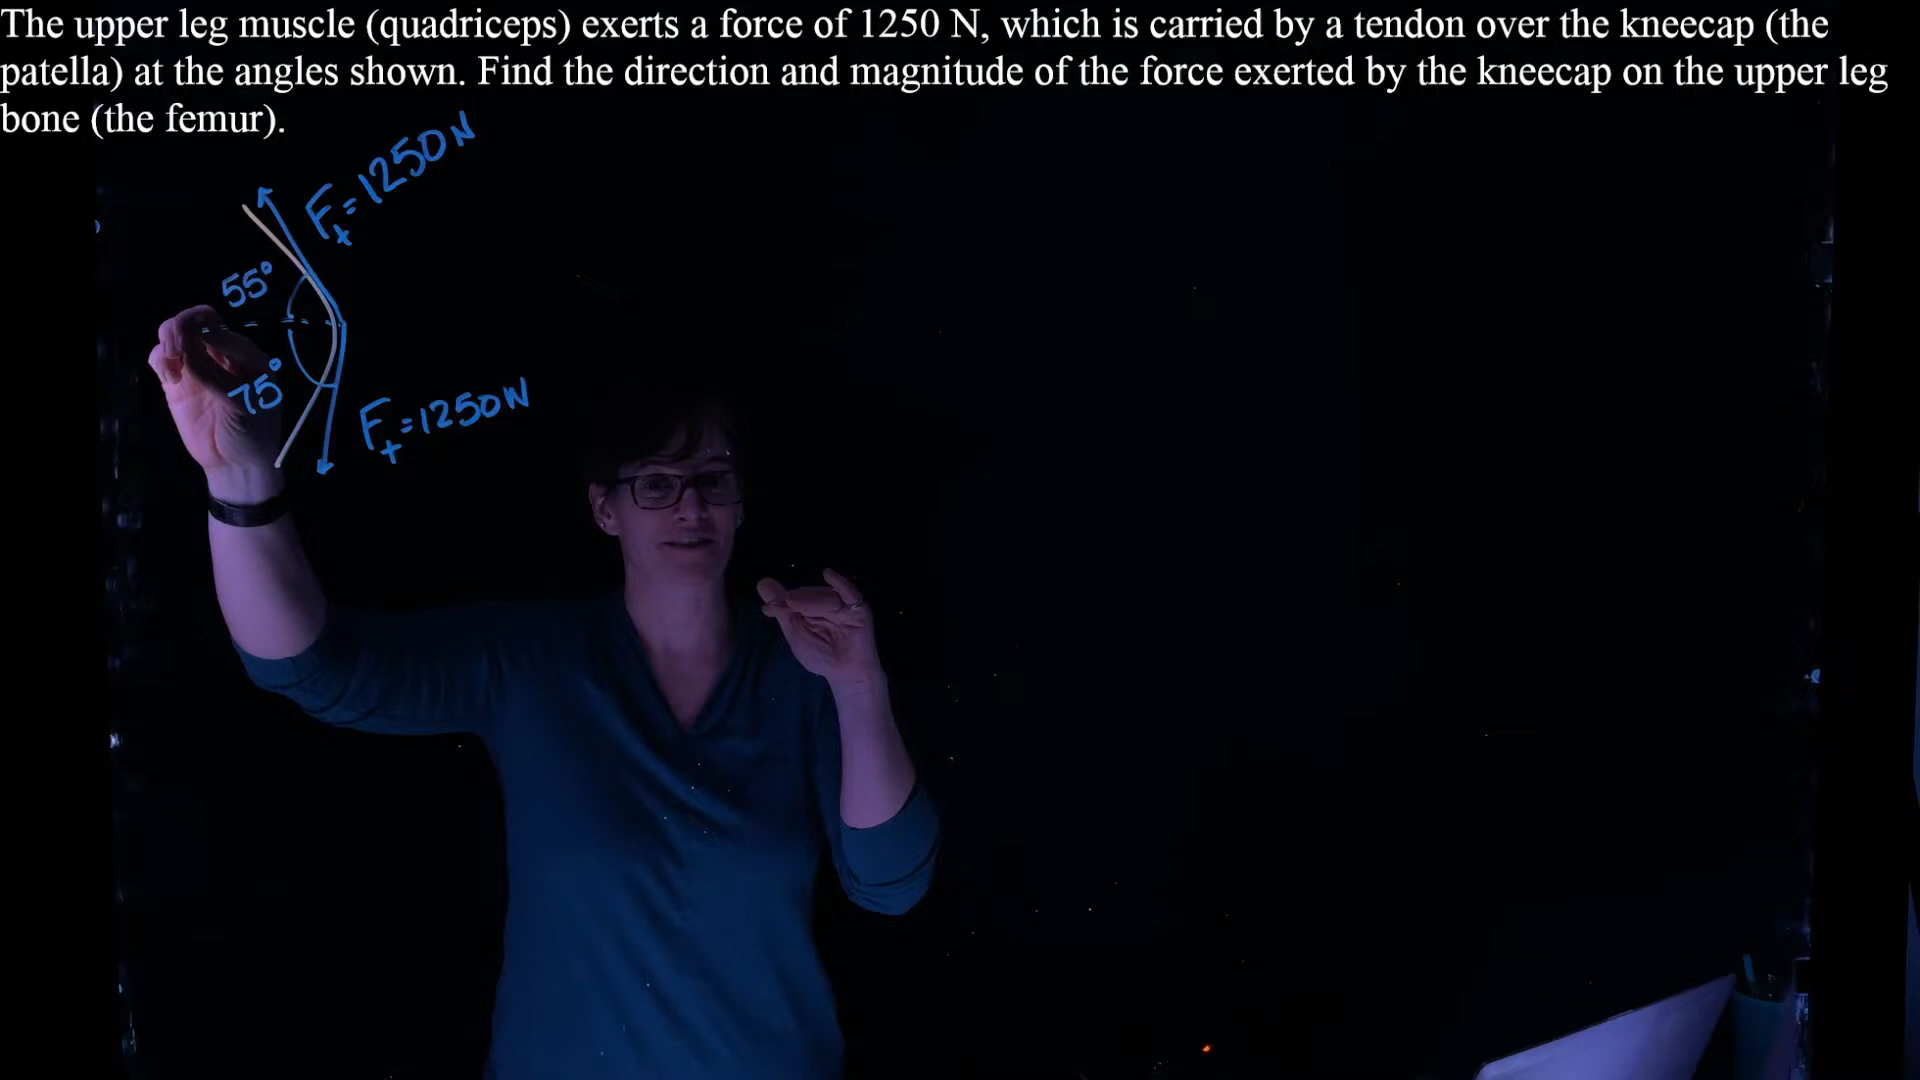 The upper leg muscle (quadriceps) exerts a force of 1250 N, which is carried by a tendon over the kneecap (the
patella) at the angles shown. Find the direction and magnitude of the force exerted by the kneecap on the upper leg
bone (the femur).
F_t=1250N
55°
75°
F_t=1250N